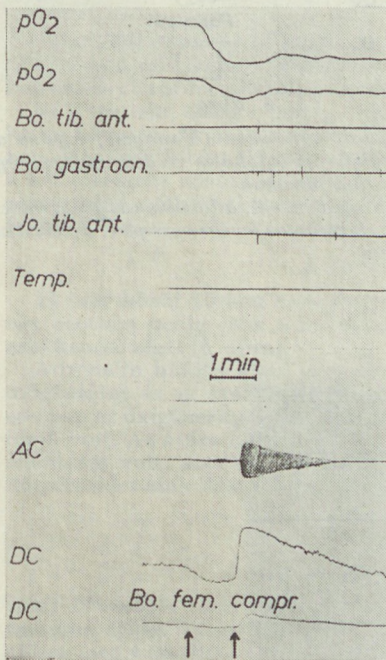 pO2
pO2
Bo. tib. ant.
Bo. gastrocn.
Jo. tib. ant.
Temp.
1 min
AC
DC
Bo. fem. compr.
DC